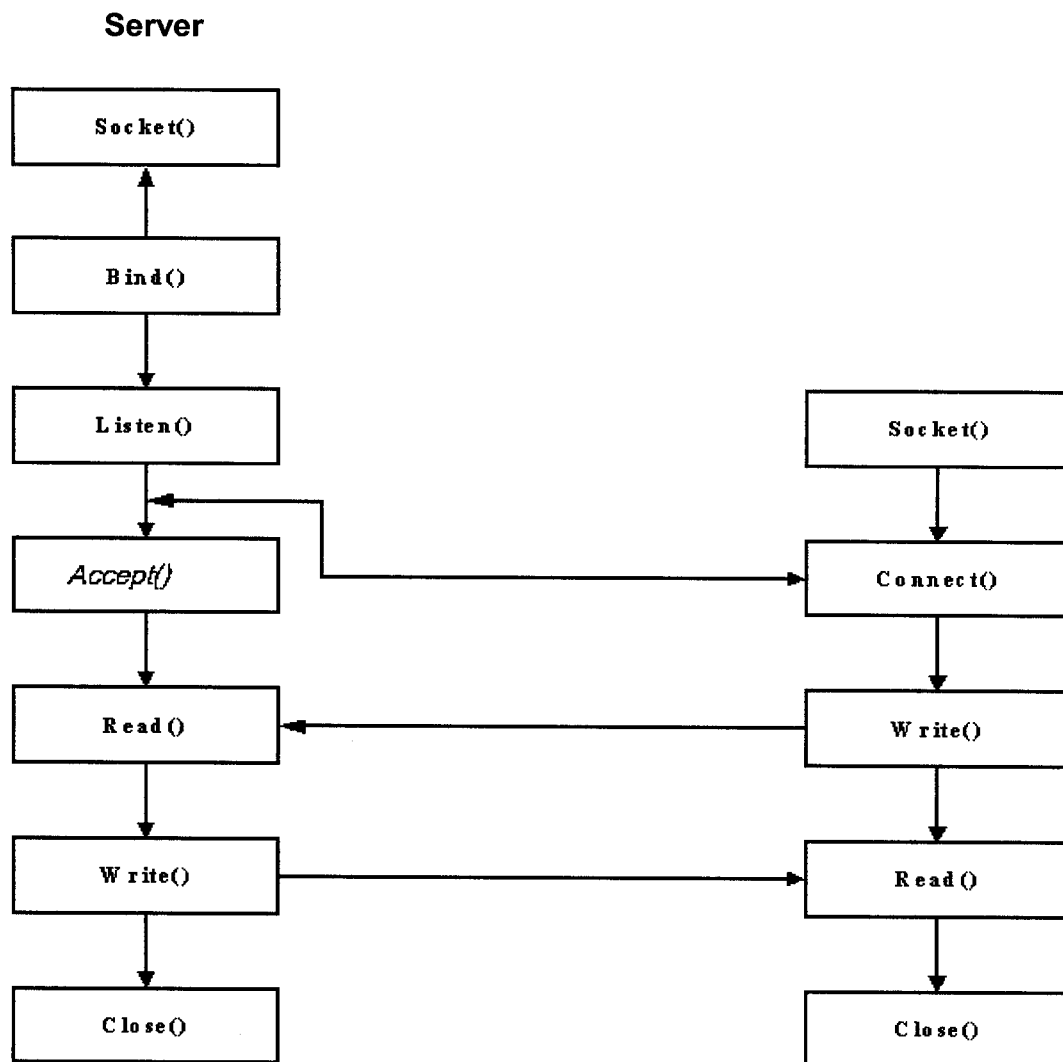 Server
Socket()
Bind()
Listen()
Accept()
Read()
Write()
Close()
Socket()
Connect()
Write()
Read()
Close()